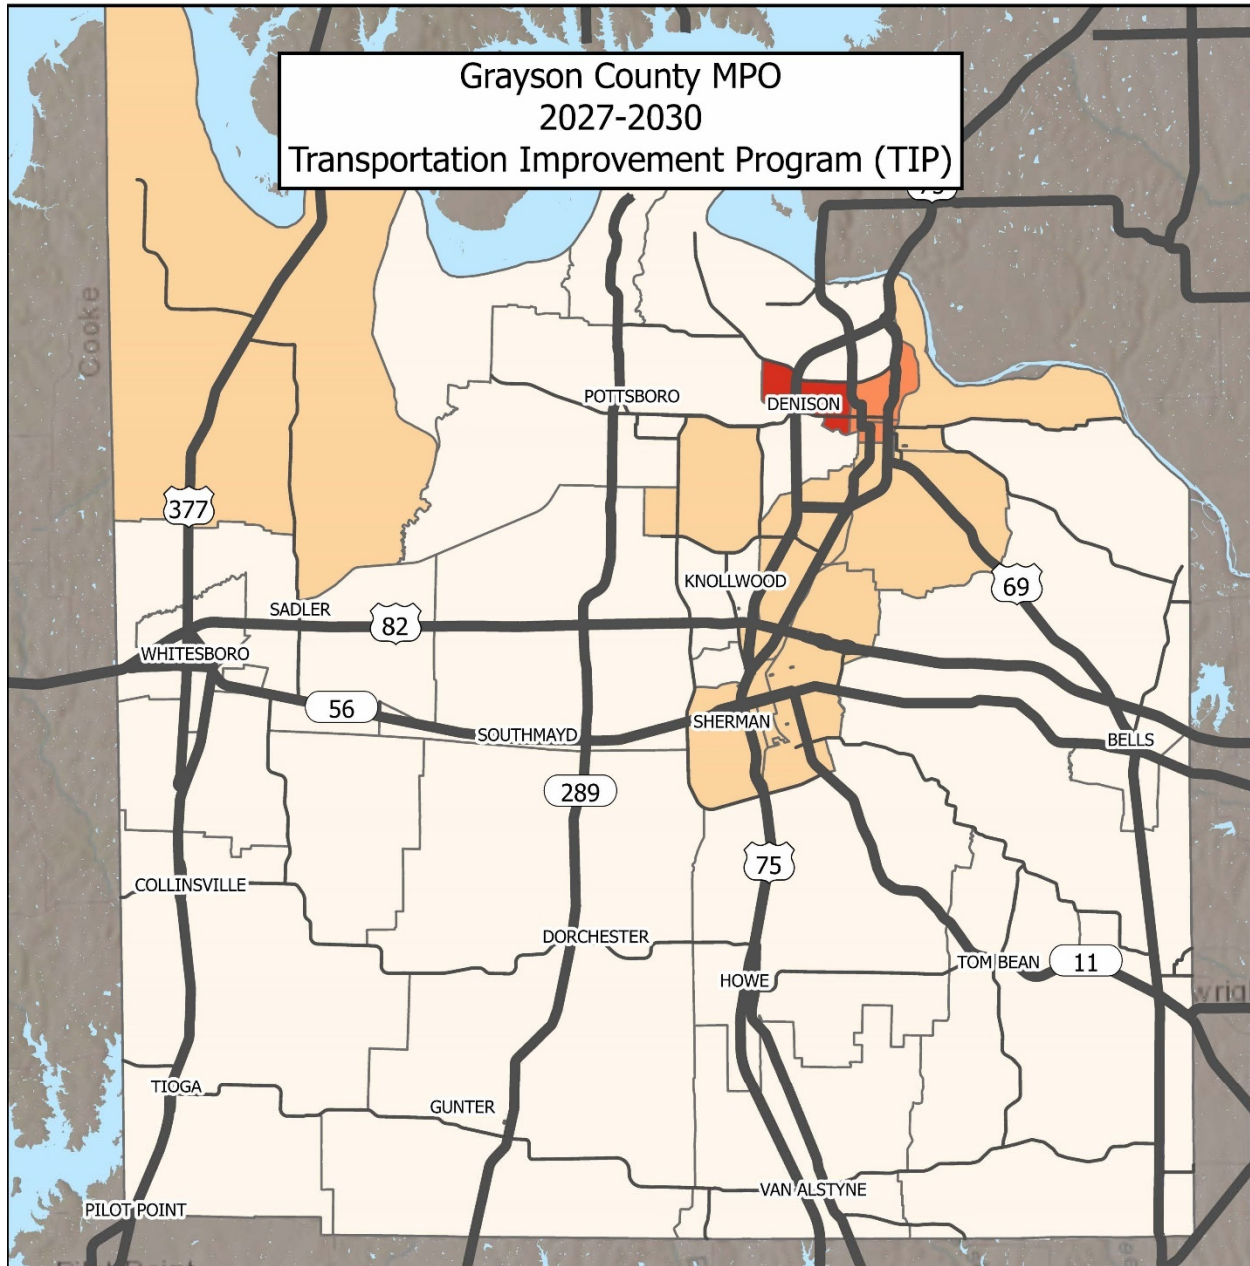 Grayson County MPO
2027-2030
Transportation Improvement Program (TIP)
Cooke
POTTSBORO
DENISON
377
KNOLLWOOD
69
SADLER
82
WHITESBORO
56
SHERMAN
SOUTHMAYD
BELLS
289
75
COLLINSVILLE
DORCHESTER
TOM BEAN
11
HOWE
wrig
TIOGA
GUNTER
VAN ALSTYNE
PILOT POINT